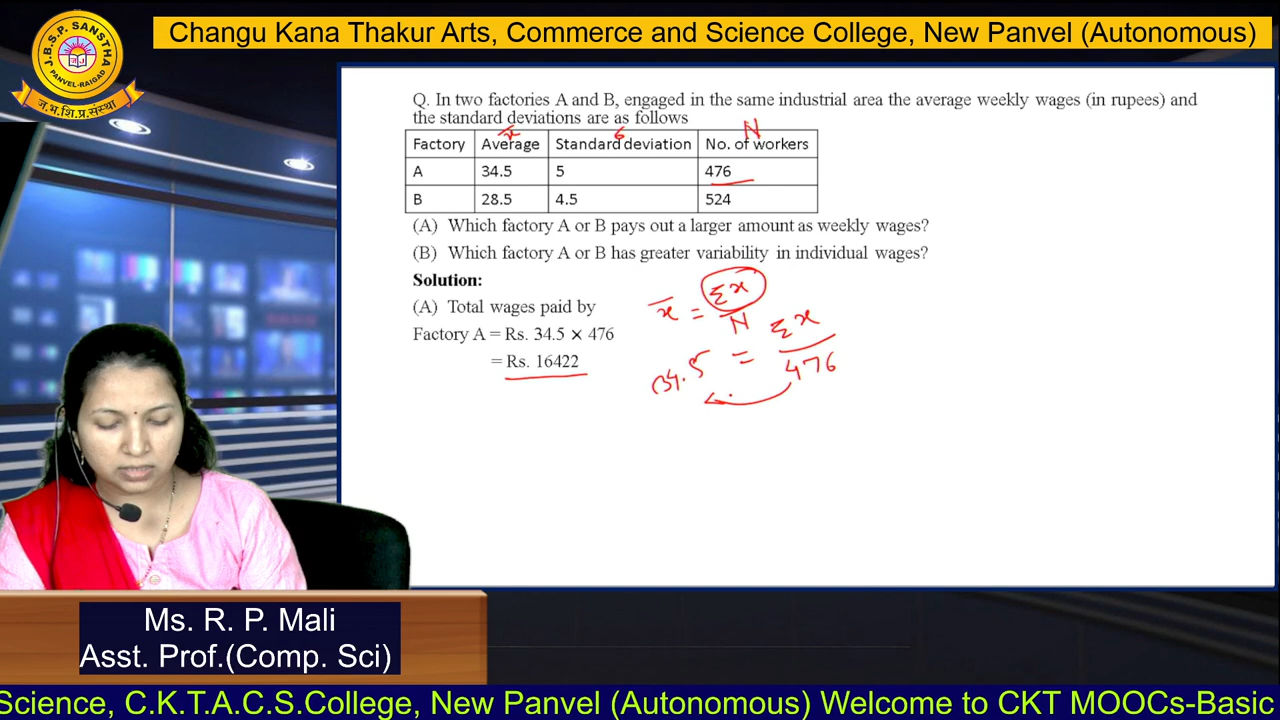 Changu Kana Thakur Arts, Commerce and Science College, New Panvel (Autonomous)
J.B.S.P. SANSTHA
PANVEL-RAIGAD
ज.भ.शि.प्र.संस्था
Q. In two factories A and B, engaged in the same industrial area the average weekly wages (in rupees) and
the standard deviations are as follows
x̅ σ N
Factory Average Standard deviation No. of workers
A 34.5 5 476
B 28.5 4.5 524
(A) Which factory A or B pays out a larger amount as weekly wages?
(B) Which factory A or B has greater variability in individual wages?
Solution:
(A) Total wages paid by
Factory A = Rs. 34.5 × 476
= Rs. 16422
x̅ = Σx / N
34.5 = Σx / 476
Ms. R. P. Mali
Asst. Prof.(Comp. Sci)
Science, C.K.T.A.C.S.College, New Panvel (Autonomous) Welcome to CKT MOOCs-Basic